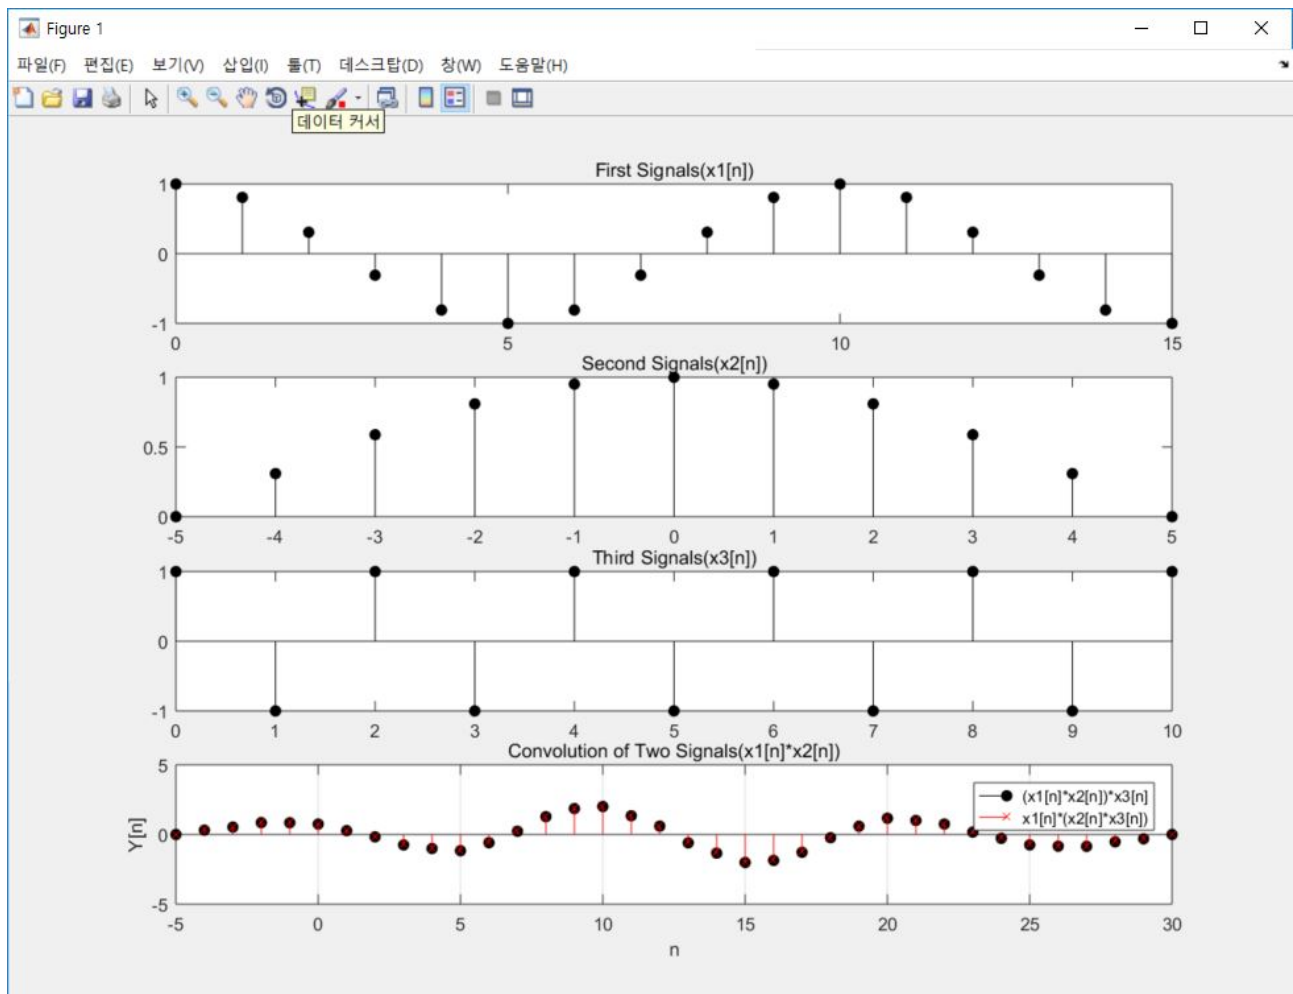 Figure 1
파일(F) 편집(E) 보기(V) 삽입(I) 툴(T) 데스크탑(D) 창(W) 도움말(H)
데이터 커서
First Signals(x1[n])
1
0
-1
0 5 10 15
Second Signals(x2[n])
1
0.5
0
-5 -4 -3 -2 -1 0 1 2 3 4 5
Third Signals(x3[n])
1
0
-1
0 1 2 3 4 5 6 7 8 9 10
Convolution of Two Signals(x1[n]*x2[n])
5
0
-5
Y[n]
(x1[n]*x2[n])*x3[n]
x1[n]*(x2[n]*x3[n])
-5 0 5 10 15 20 25 30
n